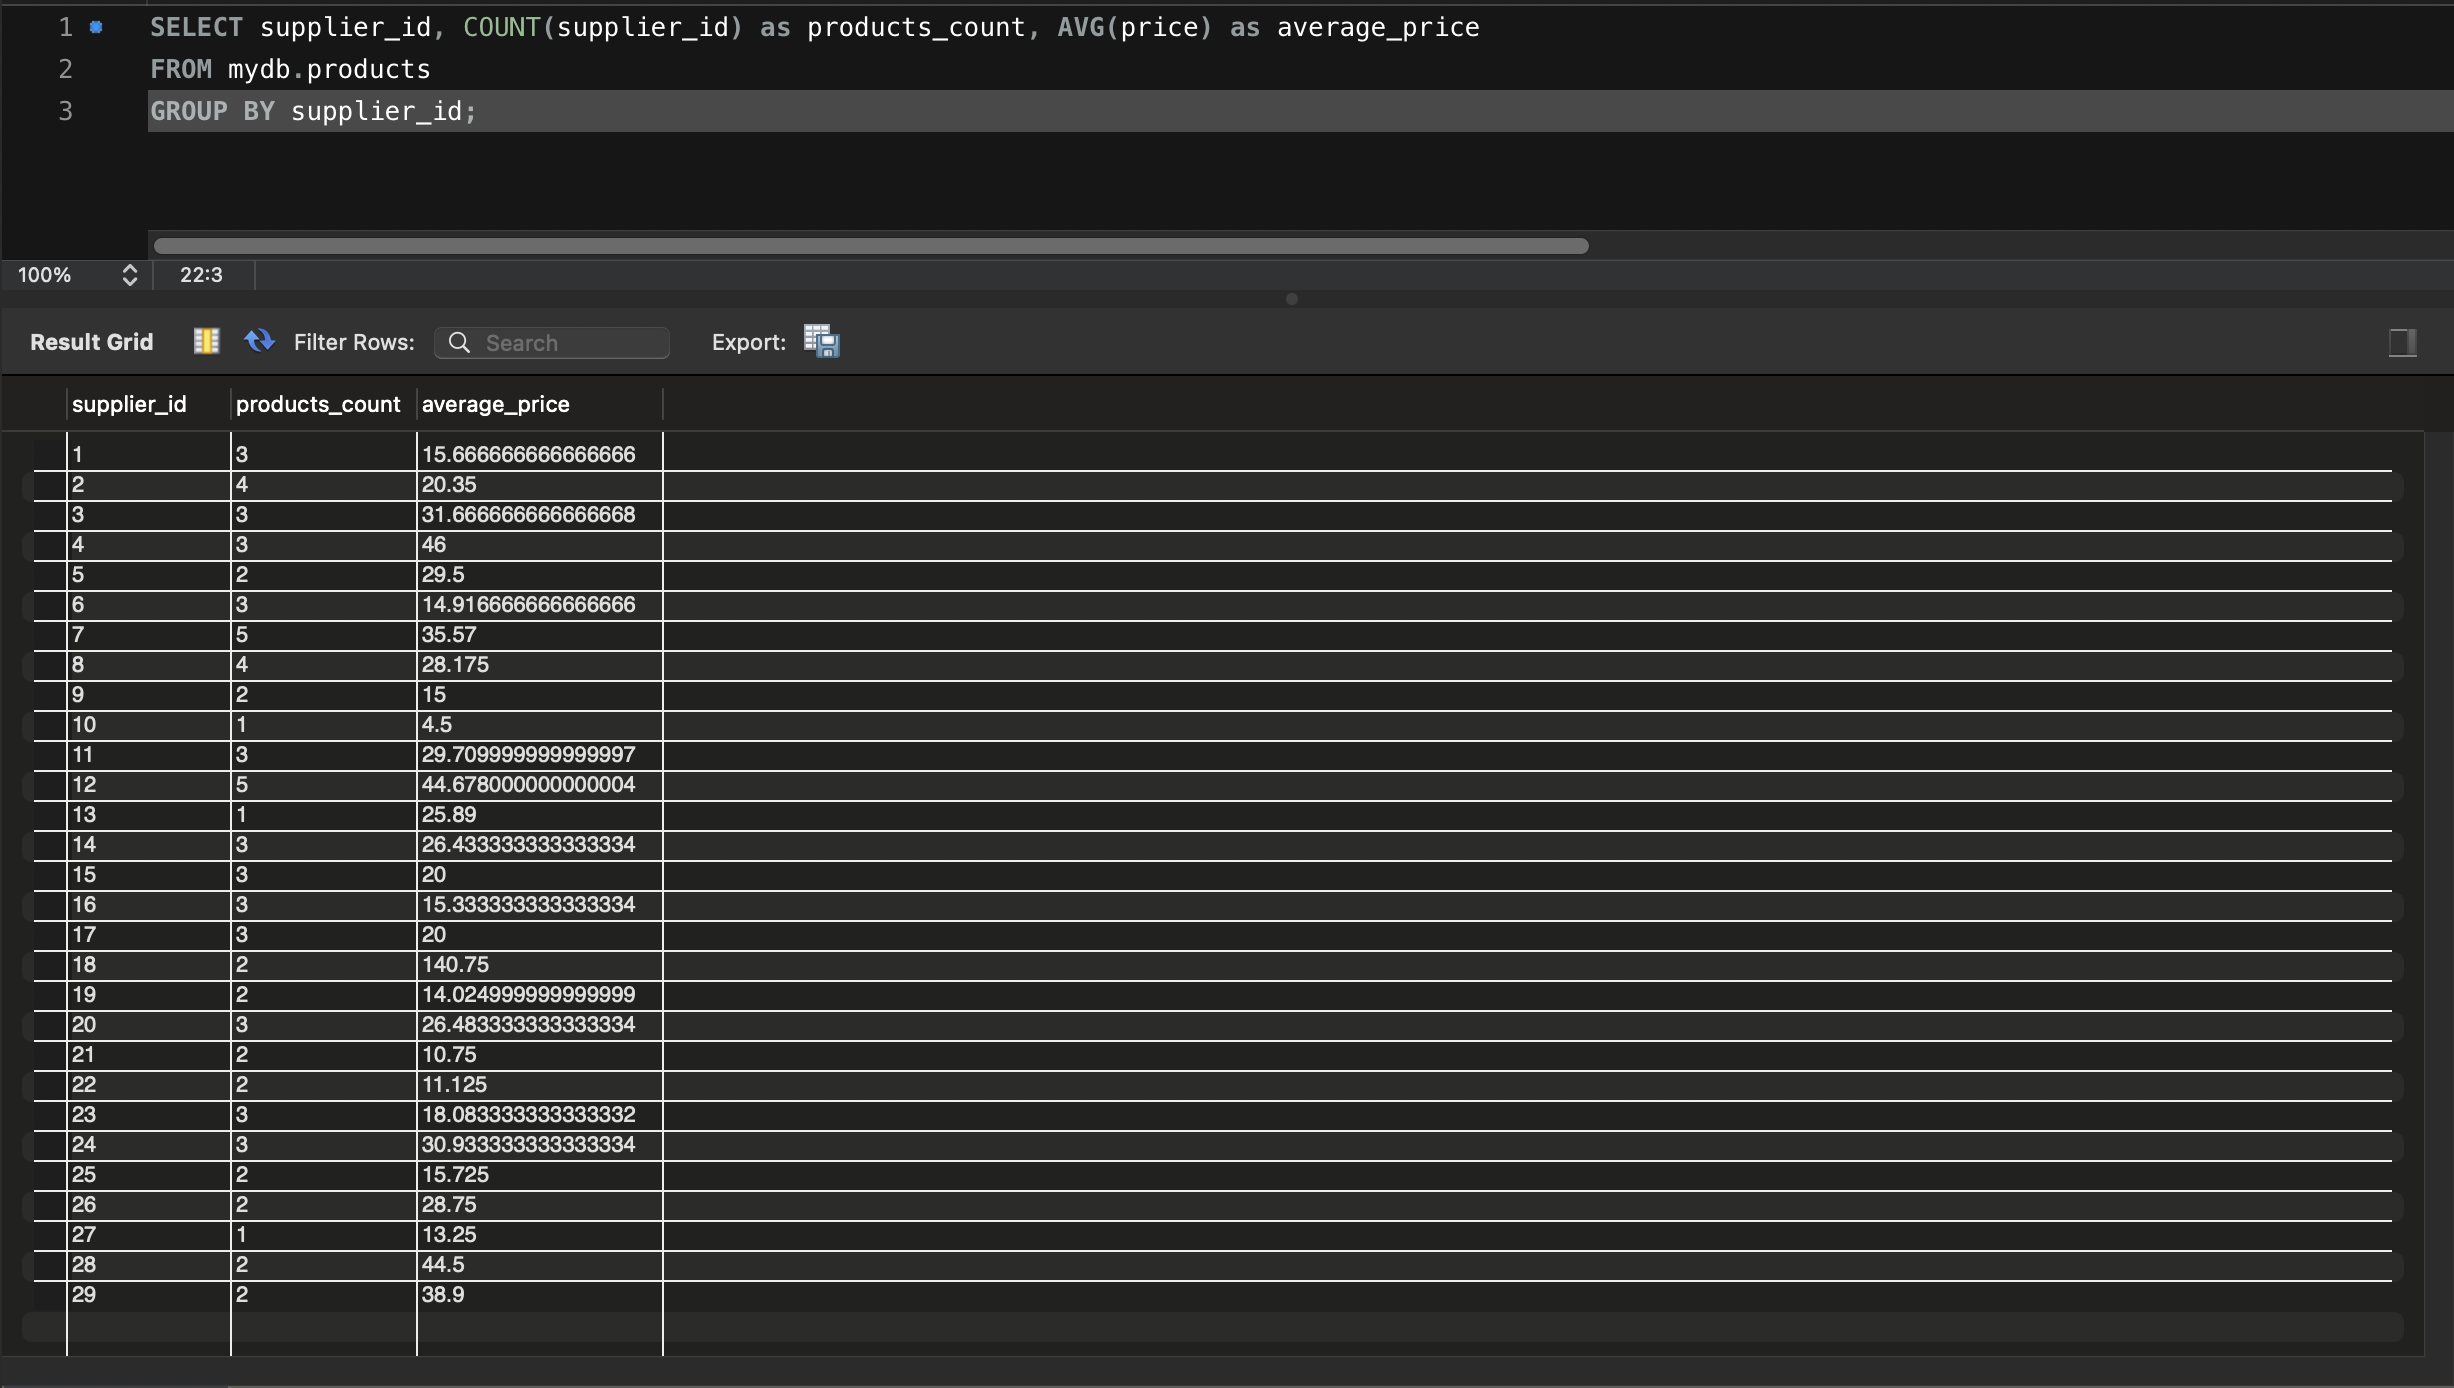 1 SELECT supplier_id, COUNT(supplier_id) as products_count, AVG(price) as average_price
2 FROM mydb.products
3 GROUP BY supplier_id;
100% 22:3
Result Grid Filter Rows: Search Export:
supplier_id products_count average_price
1 3 15.666666666666666
2 4 20.35
3 3 31.666666666666668
4 3 46
5 2 29.5
6 3 14.916666666666666
7 5 35.57
8 4 28.175
9 2 15
10 1 4.5
11 3 29.709999999999997
12 5 44.678000000000004
13 1 25.89
14 3 26.433333333333334
15 3 20
16 3 15.333333333333334
17 3 20
18 2 140.75
19 2 14.024999999999999
20 3 26.483333333333334
21 2 10.75
22 2 11.125
23 3 18.083333333333332
24 3 30.933333333333334
25 2 15.725
26 2 28.75
27 1 13.25
28 2 44.5
29 2 38.9